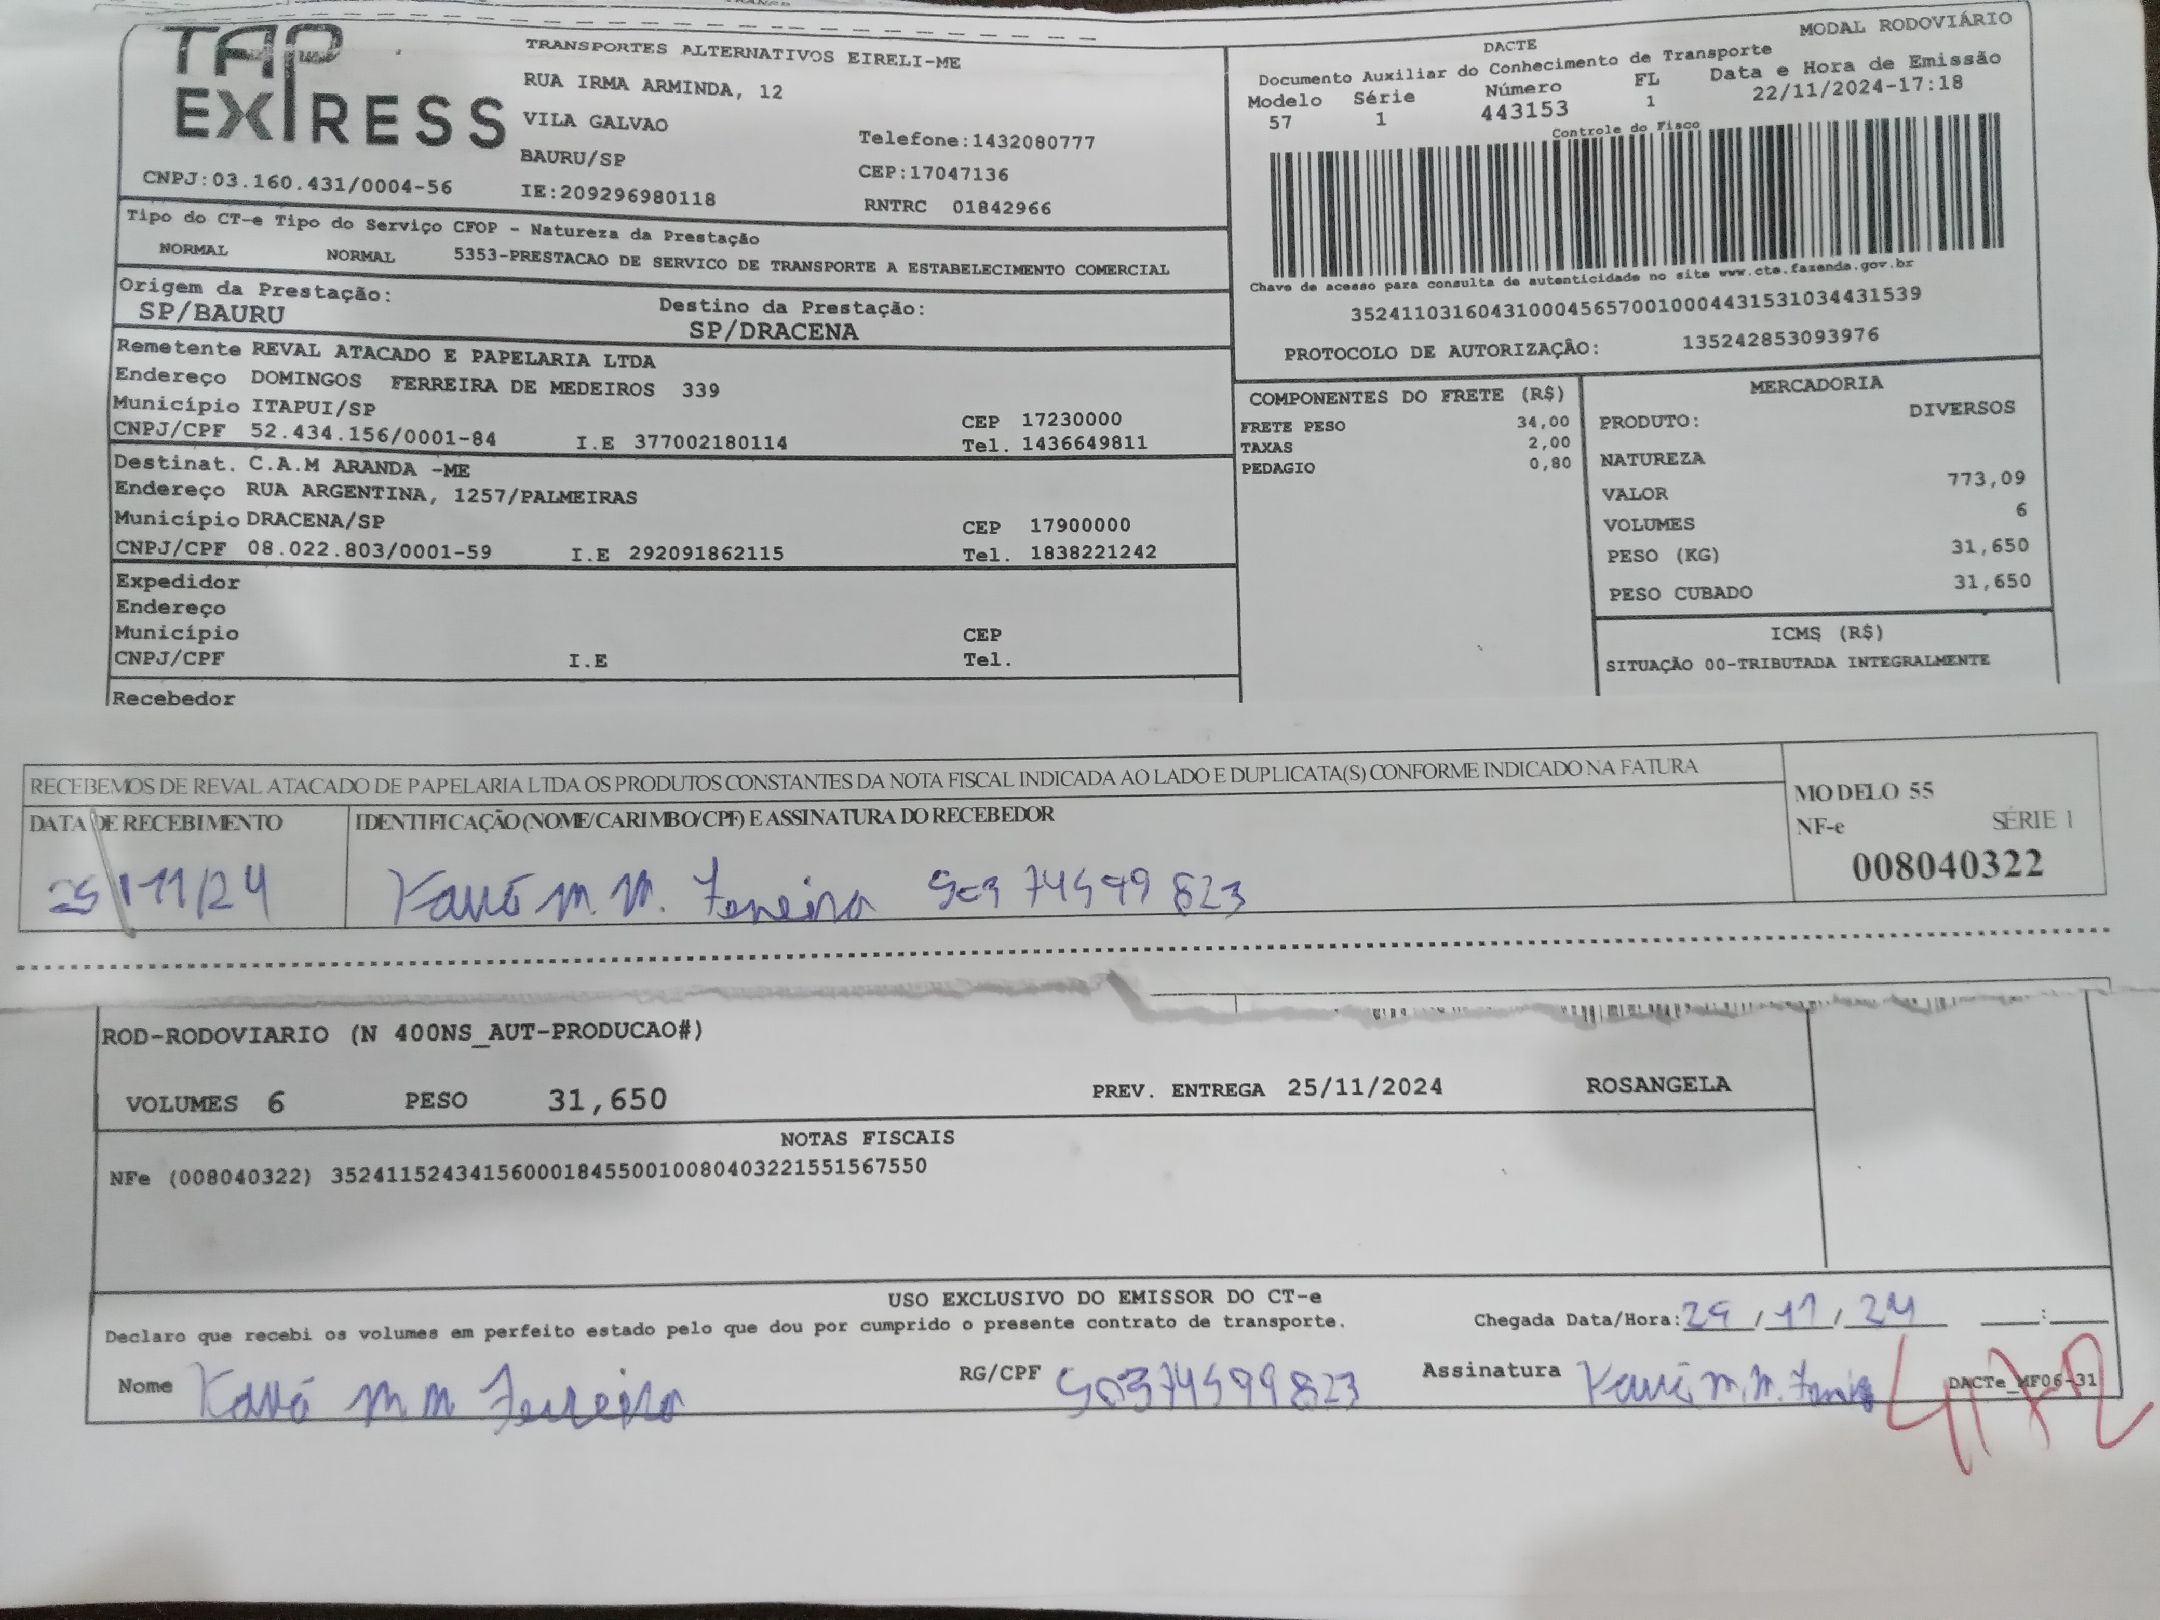 TAP EXPRESS
TRANSPORTES ALTERNATIVOS EIRELI-ME
RUA IRMA ARMINDA, 12
VILA GALVAO
BAURU/SP
Telefone:1432080777
CEP:17047136
CNPJ:03.160.431/0004-56
IE:209296980118
RNTRC 01842966
Tipo do CT-e Tipo do Serviço CFOP - Natureza da Prestação
NORMAL NORMAL 5353-PRESTACAO DE SERVICO DE TRANSPORTE A ESTABELECIMENTO COMERCIAL
Origem da Prestação: Destino da Prestação:
SP/BAURU SP/DRACENA
Remetente REVAL ATACADO E PAPELARIA LTDA
Endereço DOMINGOS FERREIRA DE MEDEIROS 339
Município ITAPUI/SP CEP 17230000
CNPJ/CPF 52.434.156/0001-84 I.E 377002180114 Tel. 1436649811
Destinat. C.A.M ARANDA -ME
Endereço RUA ARGENTINA, 1257/PALMEIRAS
Município DRACENA/SP CEP 17900000
CNPJ/CPF 08.022.803/0001-59 I.E 292091862115 Tel. 1838221242
Expedidor
Endereço
Município CEP
CNPJ/CPF I.E Tel.
Recebedor
DACTE MODAL RODOVIÁRIO
Documento Auxiliar do Conhecimento de Transporte
Modelo Série Número FL Data e Hora de Emissão
57 1 443153 1 22/11/2024-17:18
Controle do Fisco
Chave de acesso para consulta de autenticidade no site www.cte.fazenda.gov.br
35241103160431000456570010004431531034431539
PROTOCOLO DE AUTORIZAÇÃO: 135242853093976
COMPONENTES DO FRETE (R$)
FRETE PESO 34,00
TAXAS 2,00
PEDAGIO 0,80
MERCADORIA
PRODUTO: DIVERSOS
NATUREZA
VALOR 773,09
VOLUMES 6
PESO (KG) 31,650
PESO CUBADO 31,650
ICMS (R$)
SITUAÇÃO 00-TRIBUTADA INTEGRALMENTE
RECEBEMOS DE REVAL ATACADO DE PAPELARIA LTDA OS PRODUTOS CONSTANTES DA NOTA FISCAL INDICADA AO LADO E DUPLICATA(S) CONFORME INDICADO NA FATURA
DATA DE RECEBIMENTO IDENTIFICAÇÃO (NOME/CARIMBO/CPF) E ASSINATURA DO RECEBEDOR
25/11/24 Kauã M. M. Ferreira 50374599823
MODELO 55
NF-e SÉRIE 1
008040322
ROD-RODOVIARIO (N 400NS_AUT-PRODUCAO#)
VOLUMES 6 PESO 31,650 PREV. ENTREGA 25/11/2024 ROSANGELA
NOTAS FISCAIS
NFe (008040322) 35241152434156000184550010080403221551567550
USO EXCLUSIVO DO EMISSOR DO CT-e
Declaro que recebi os volumes em perfeito estado pelo que dou por cumprido o presente contrato de transporte. Chegada Data/Hora: 25/11/24 ___:___
Nome Kauã M M Ferreira RG/CPF 50374599823 Assinatura Kauã M. M. DACTe_MF06-31